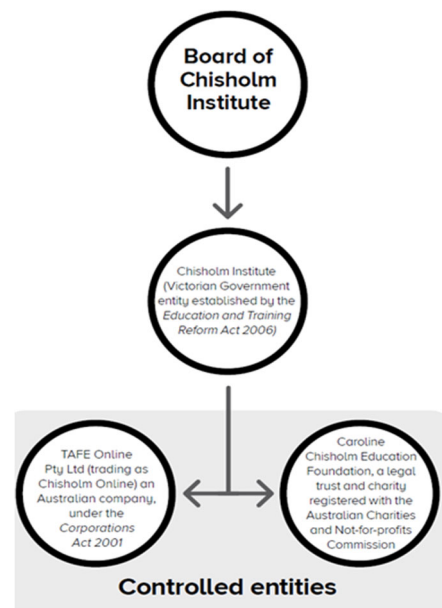 Board of
Chisholm
Institute
Chisholm Institute
(Victorian Government
entity established by the
Education and Training
Reform Act 2006)
TAFE Online
Pty Ltd (trading as
Chisholm Online) an
Australian company,
under the
Corporations
Act 2001
Caroline
Chisholm Education
Foundation, a legal
trust and charity
registered with the
Australian Charities
and Not-for-profits
Commission
Controlled entities